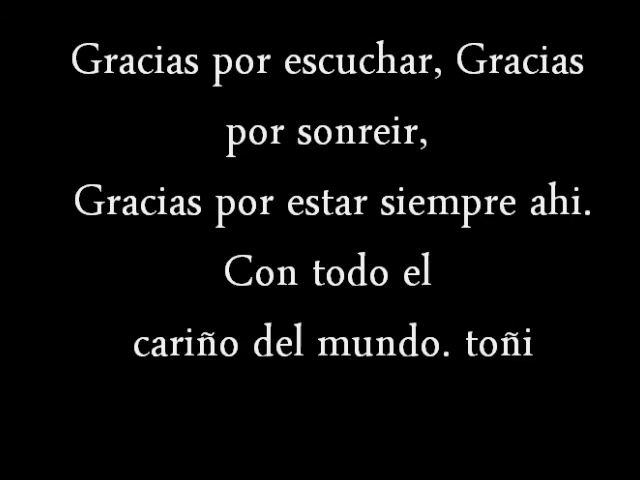 Gracias por escuchar, Gracias
por sonreir,
Gracias por estar siempre ahi.
Con todo el
cariño del mundo. toñi